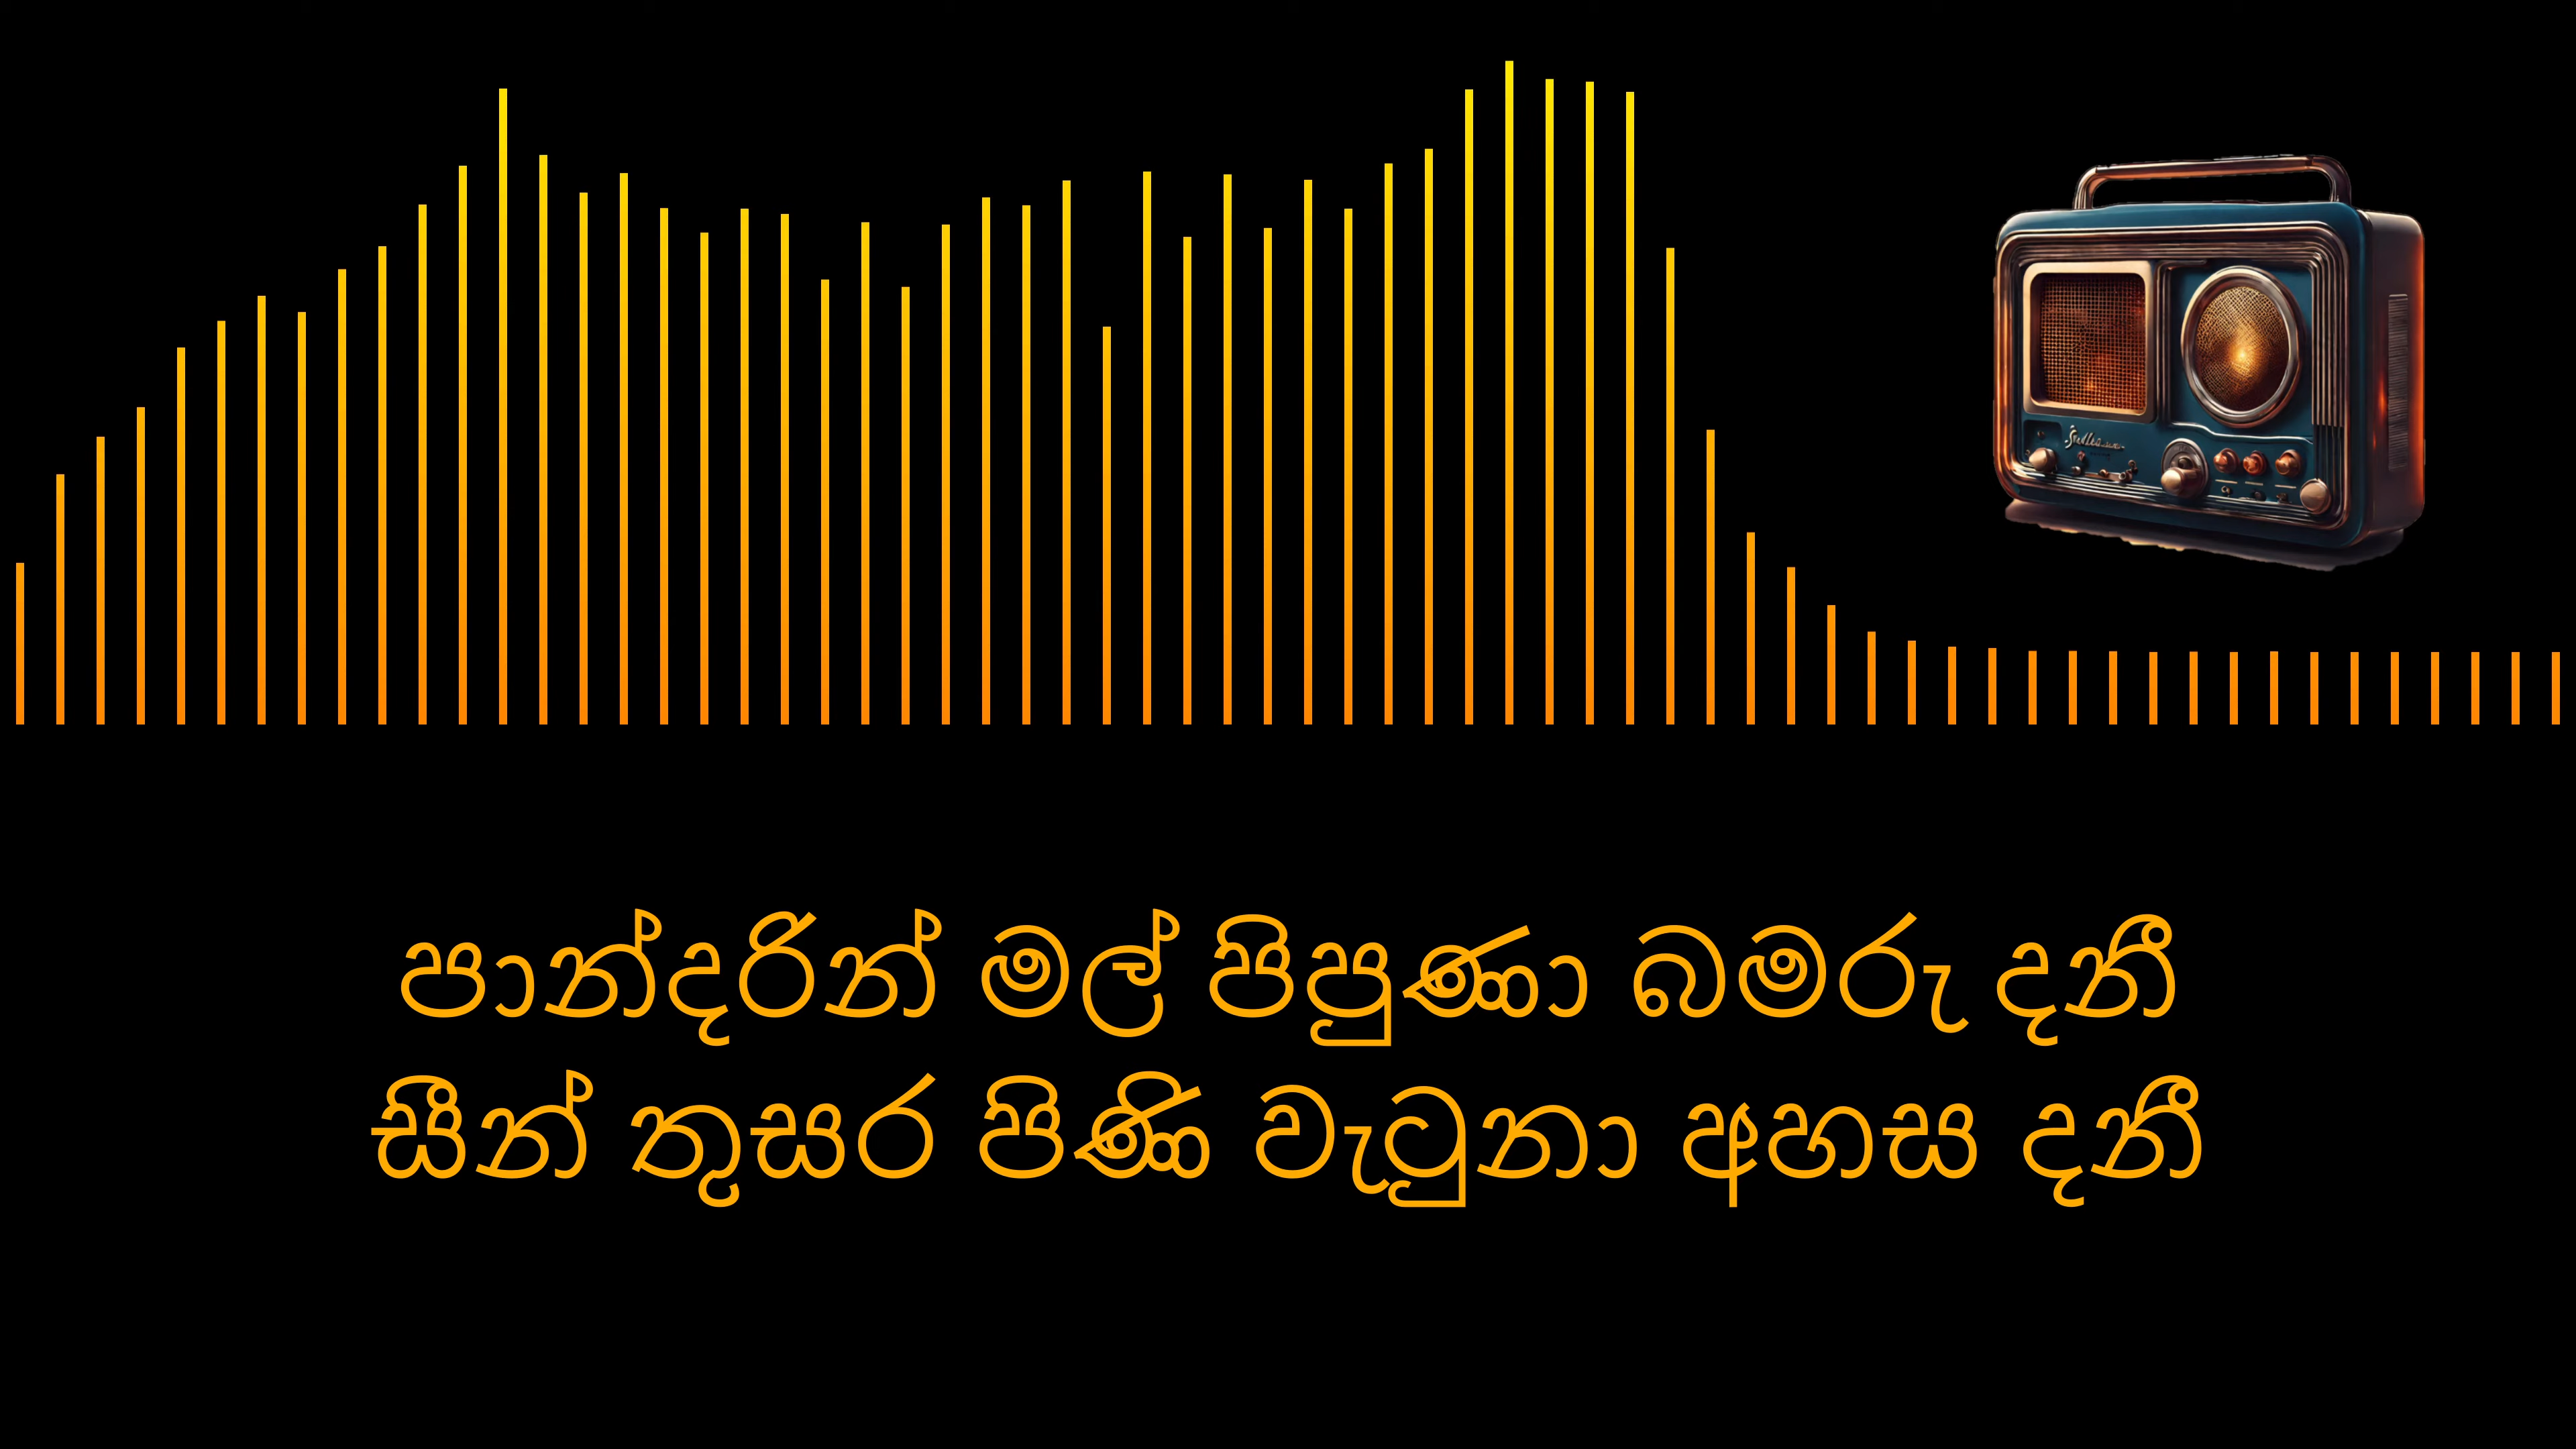 පාන්දරින් මල් පිපුණා බමරු දනී
සීන් තුසර පිණි වැටුනා අහස දනී